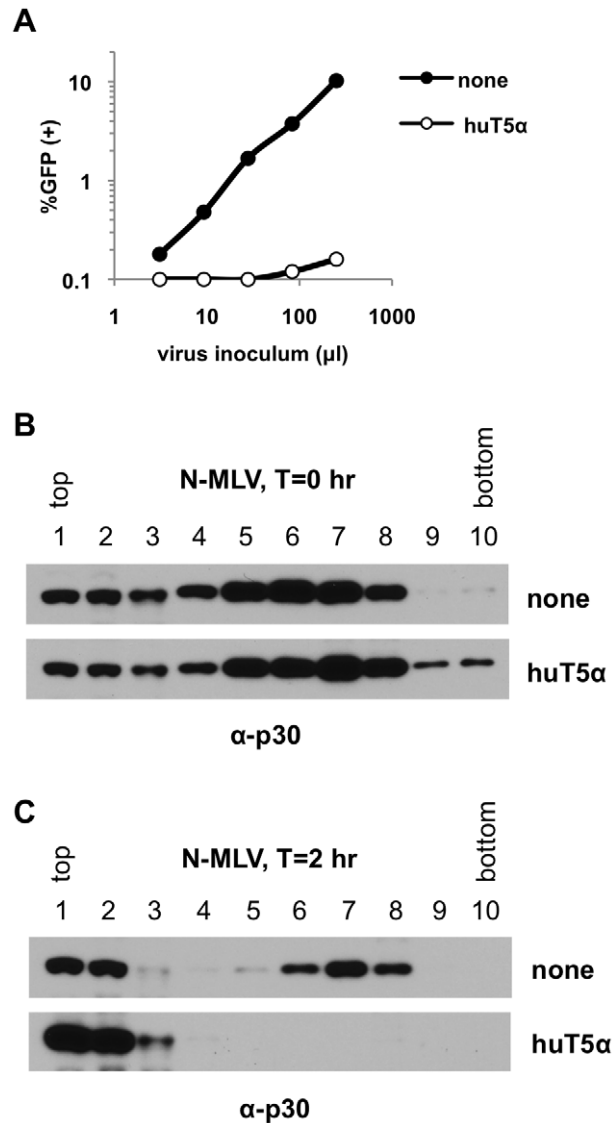 A
%GFP (+)
10
1
0.1
1 10 100 1000
virus inoculum (µl)
none
huT5α
B
top
N-MLV, T=0 hr
bottom
1 2 3 4 5 6 7 8 9 10
none
huT5α
α-p30
C
top
N-MLV, T=2 hr
bottom
1 2 3 4 5 6 7 8 9 10
none
huT5α
α-p30